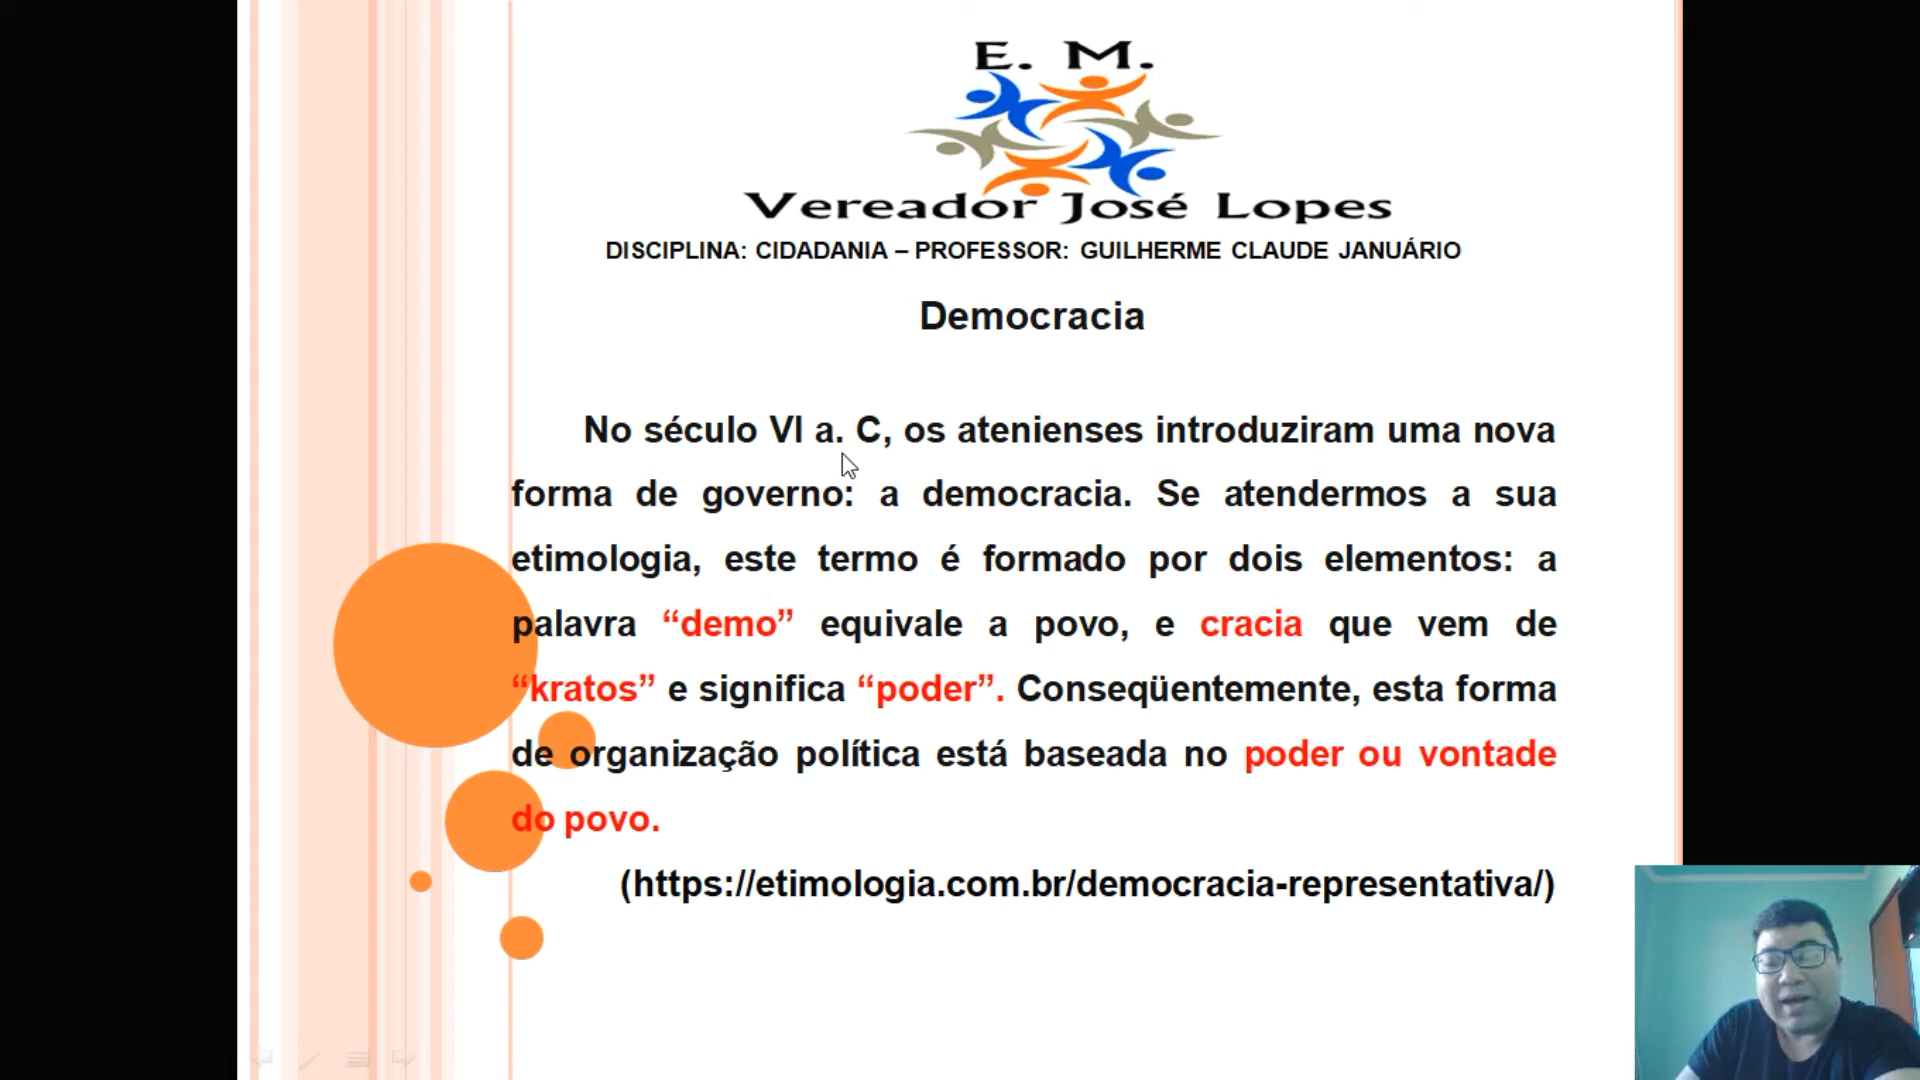 E. M.
Vereador José Lopes
DISCIPLINA: CIDADANIA – PROFESSOR: GUILHERME CLAUDE JANUÁRIO
Democracia
No século VI a. C, os atenienses introduziram uma nova
forma de governo: a democracia. Se atendermos a sua
etimologia, este termo é formado por dois elementos: a
palavra “demo” equivale a povo, e cracia que vem de
“kratos” e significa “poder”. Conseqüentemente, esta forma
de organização política está baseada no poder ou vontade
do povo.
(https://etimologia.com.br/democracia-representativa/)